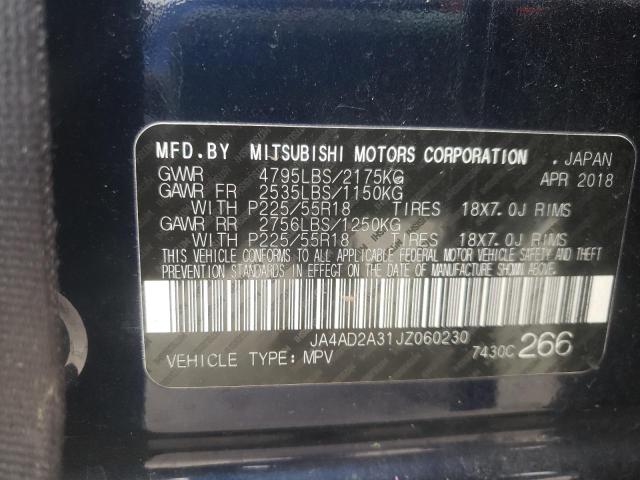 MFD.BY MITSUBISHI MOTORS CORPORATION . JAPAN
GVWR 4795LBS/2175KG APR 2018
GAWR FR 2535LBS/1150KG
WITH P225/55R18 TIRES 18X7.0J RIMS
GAWR RR 2756LBS/1250KG
WITH P225/55R18 TIRES 18X7.0J RIMS
THIS VEHICLE CONFORMS TO ALL APPLICABLE FEDERAL MOTOR VEHICLE SAFETY AND THEFT
PREVENTION STANDARDS IN EFFECT ON THE DATE OF MANUFACTURE SHOWN ABOVE.
JA4AD2A31JZ060230
VEHICLE TYPE: MPV 7430C 266